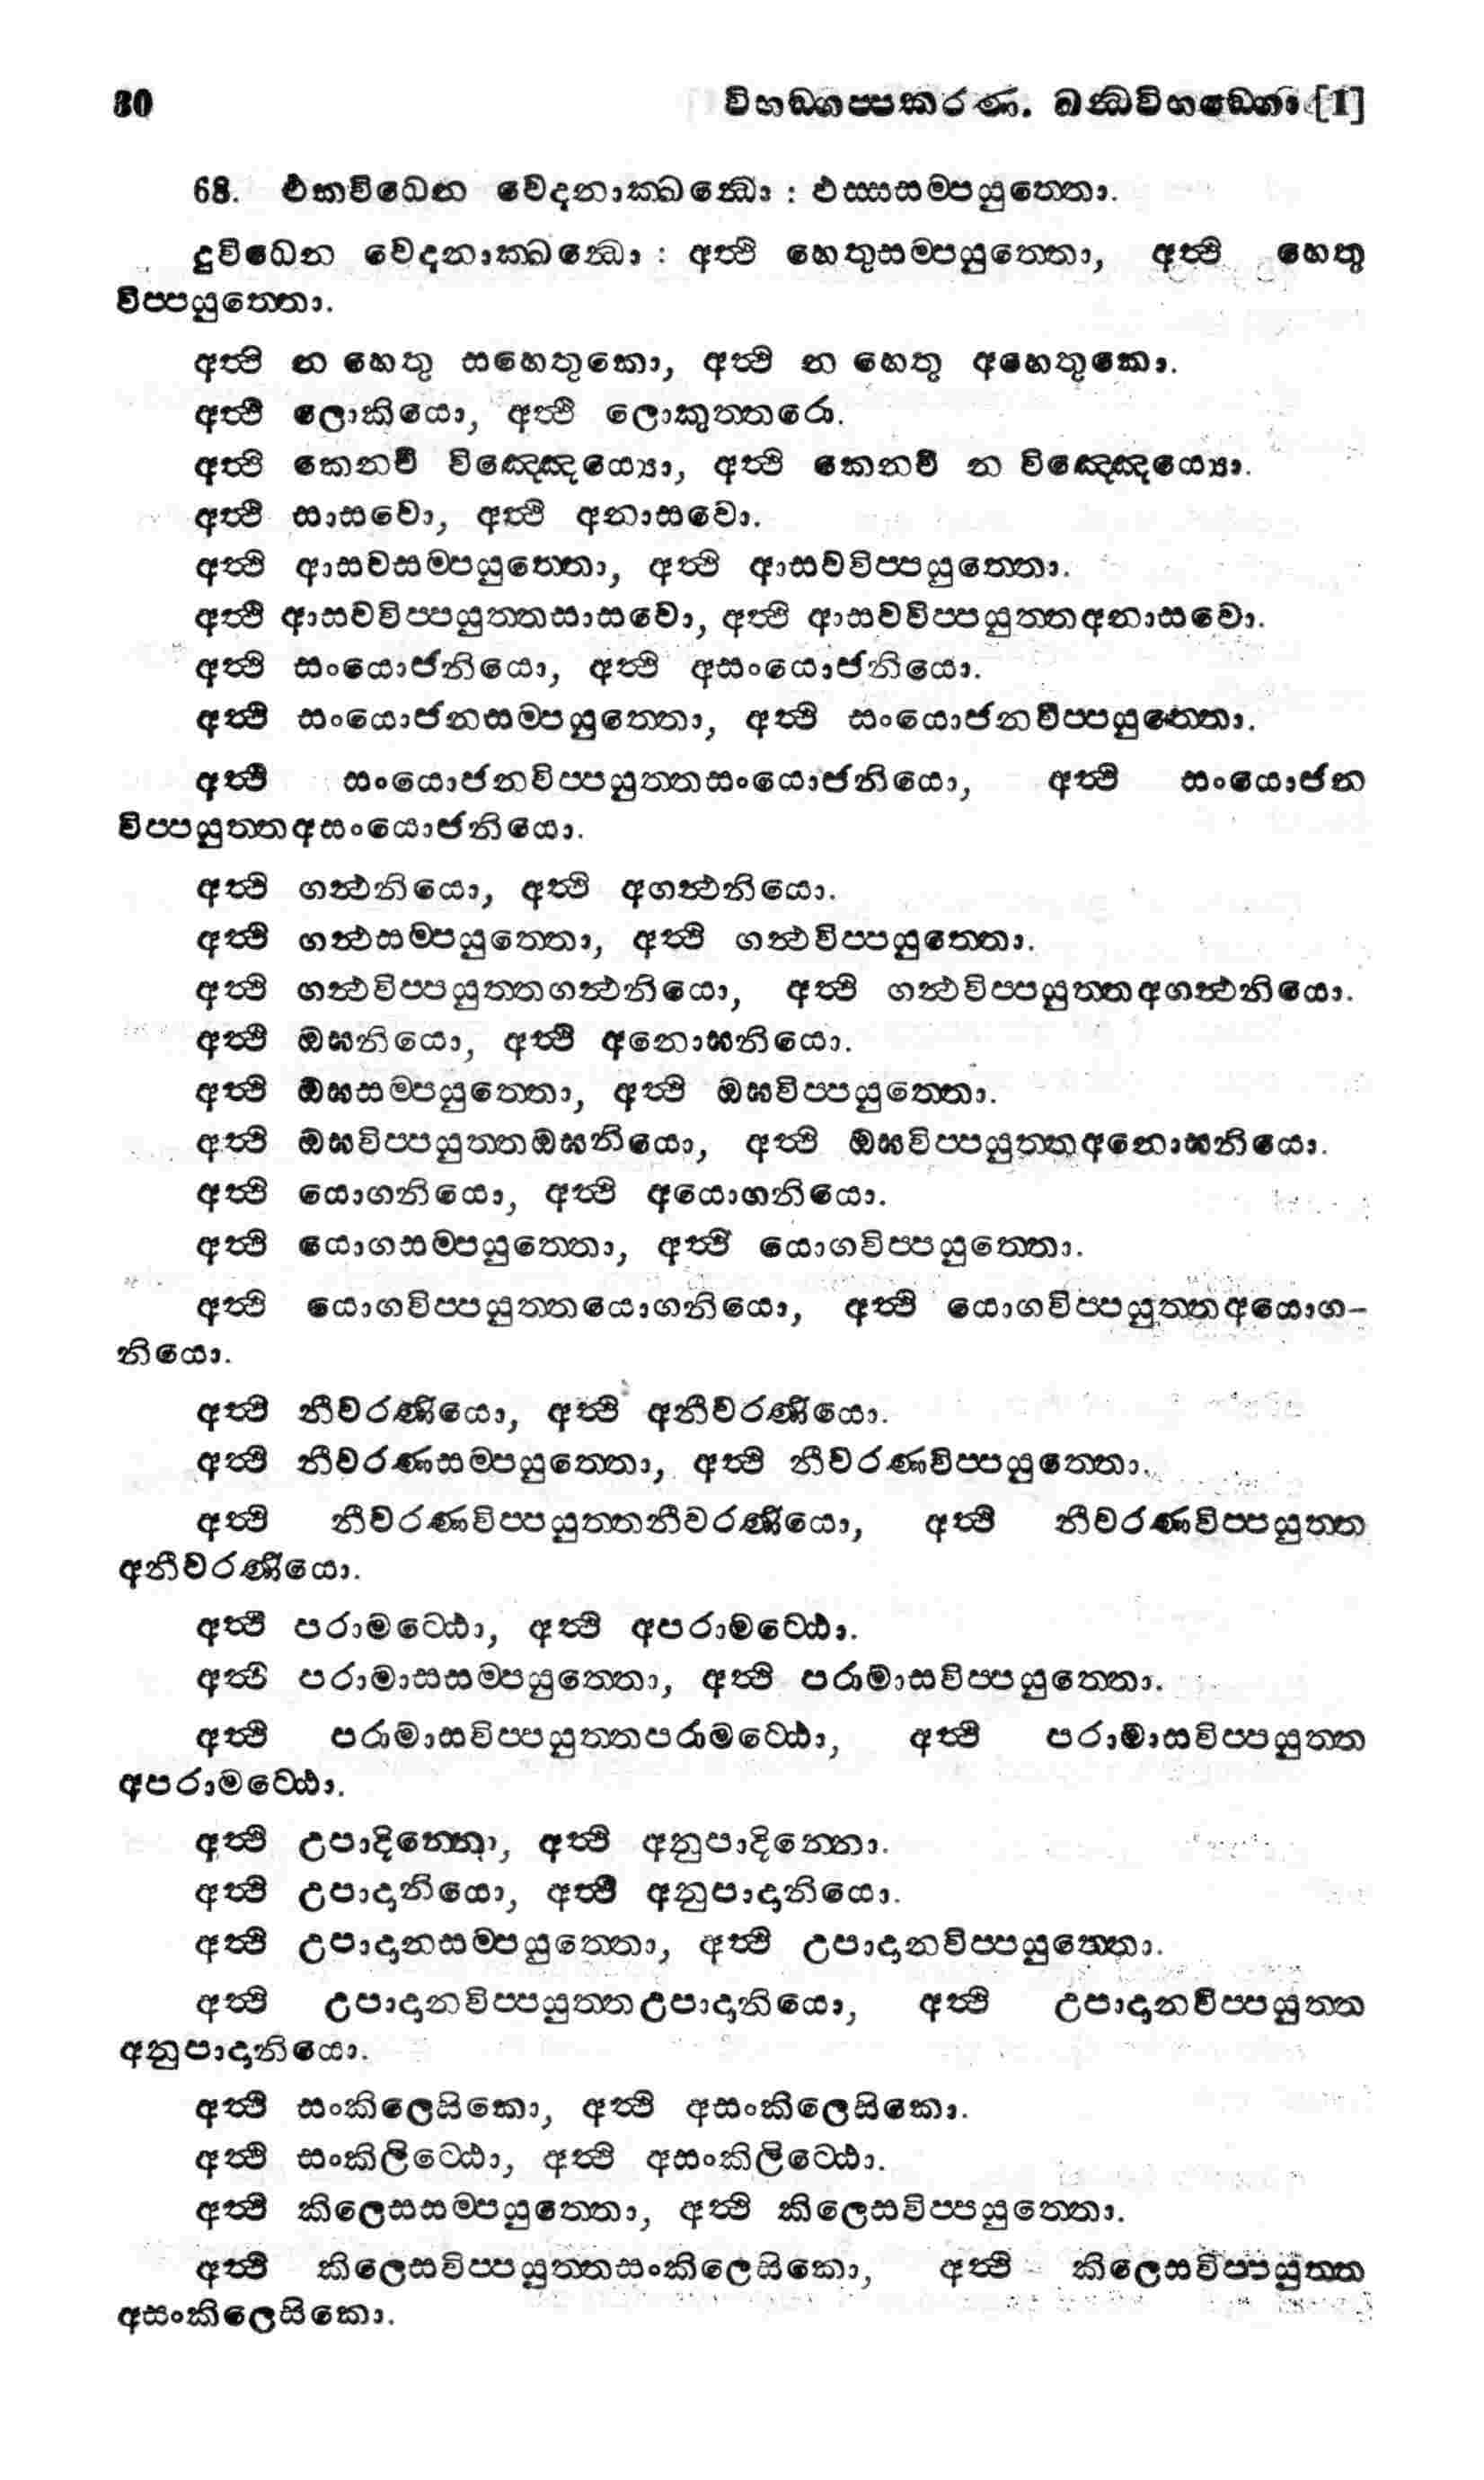 30 විභඞ්ගප්පකරණ. ඛන්ධවිභඞ්ගො [1]
68. එකවිධෙන වේදනාක්ඛන්ධො : ඵස්සසම්පයුත්තො.
දුවිධෙන වේදනාක්ඛන්ධො : අත්ථි හෙතුසම්පයුත්තො, අත්ථි හෙතු
විප්පයුත්තො.
අත්ථි න හෙතු සහෙතුකො, අත්ථි න හෙතු අහෙතුකො.
අත්ථි ලොකියො, අත්ථි ලොකුත්තරො.
අත්ථි කෙනචි විඤ්ඤෙය්‍යො, අත්ථි කෙනචි න විඤ්ඤෙය්‍යො.
අත්ථි සාසවො, අත්ථි අනාසවො.
අත්ථි ආසවසම්පයුත්තො, අත්ථි ආසවවිප්පයුත්තො.
අත්ථි ආසවවිප්පයුත්තසාසවො, අත්ථි ආසවවිප්පයුත්තඅනාසවො.
අත්ථි සංයොජනියො, අත්ථි අසංයොජනියො.
අත්ථි සංයොජනසම්පයුත්තො, අත්ථි සංයොජනවිප්පයුත්තො.
අත්ථි සංයොජනවිප්පයුත්තසංයොජනියො, අත්ථි සංයොජන
විප්පයුත්තඅසංයොජනියො.
අත්ථි ගන්ථනියො, අත්ථි අගන්ථනියො.
අත්ථි ගන්ථසම්පයුත්තො, අත්ථි ගන්ථවිප්පයුත්තො.
අත්ථි ගන්ථවිප්පයුත්තගන්ථනියො, අත්ථි ගන්ථවිප්පයුත්තඅගන්ථනියො.
අත්ථි ඔඝනියො, අත්ථි අනොඝනියො.
අත්ථි ඔඝසම්පයුත්තො, අත්ථි ඔඝවිප්පයුත්තො.
අත්ථි ඔඝවිප්පයුත්තඔඝනියො, අත්ථි ඔඝවිප්පයුත්තඅනොඝනියො.
අත්ථි යොගනියො, අත්ථි අයොගනියො.
අත්ථි යොගසම්පයුත්තො, අත්ථි යොගවිප්පයුත්තො.
අත්ථි යොගවිප්පයුත්තයොගනියො, අත්ථි යොගවිප්පයුත්තඅයොග-
නියො.
අත්ථි නීවරණියො, අත්ථි අනීවරණියො.
අත්ථි නීවරණසම්පයුත්තො, අත්ථි නීවරණවිප්පයුත්තො.
අත්ථි නීවරණවිප්පයුත්තනීවරණියො, අත්ථි නීවරණවිප්පයුත්ත
අනීවරණියො.
අත්ථි පරාමට්ඨො, අත්ථි අපරාමට්ඨො.
අත්ථි පරාමාසසම්පයුත්තො, අත්ථි පරාමාසවිප්පයුත්තො.
අත්ථි පරාමාසවිප්පයුත්තපරාමට්ඨො, අත්ථි පරාමාසවිප්පයුත්ත
අපරාමට්ඨො.
අත්ථි උපාදින්නො, අත්ථි අනුපාදින්නො.
අත්ථි උපාදානියො, අත්ථි අනුපාදානියො.
අත්ථි උපාදානසම්පයුත්තො, අත්ථි උපාදානවිප්පයුත්තො.
අත්ථි උපාදානවිප්පයුත්තඋපාදානියො, අත්ථි උපාදානවිප්පයුත්ත
අනුපාදානියො.
අත්ථි සංකිලෙසිකො, අත්ථි අසංකිලෙසිකො.
අත්ථි සංකිලිට්ඨො, අත්ථි අසංකිලිට්ඨො.
අත්ථි කිලෙසසම්පයුත්තො, අත්ථි කිලෙසවිප්පයුත්තො.
අත්ථි කිලෙසවිප්පයුත්තසංකිලෙසිකො, අත්ථි කිලෙසවිප්පයුත්ත
අසංකිලෙසිකො.